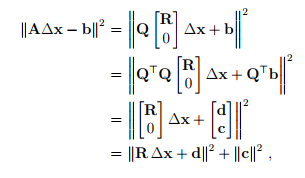 ‖AΔx − b‖² = ‖Q [R 0] Δx + b‖²
= ‖QᵀQ [R 0] Δx + Qᵀb‖²
= ‖[R 0] Δx + [d c]‖²
= ‖R Δx + d‖² + ‖c‖² ,